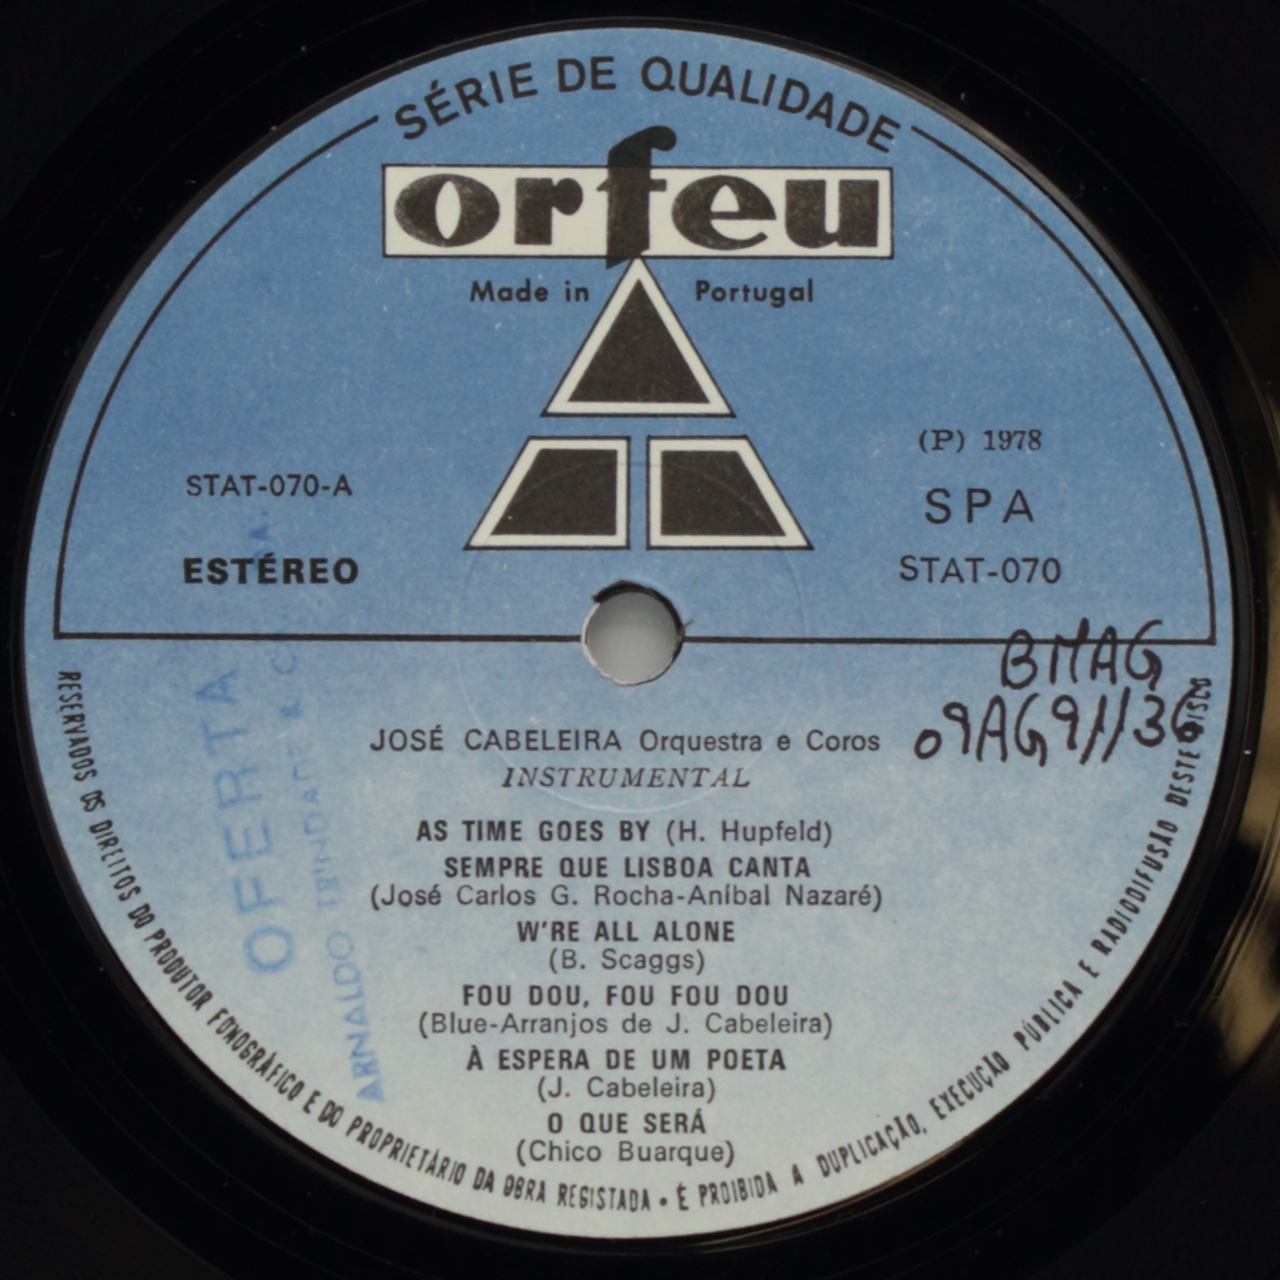 SÉRIE DE QUALIDADE
orfeu
Made in Portugal
(P) 1978
STAT-070-A
SPA
ESTÉREO
STAT-070
BMAG
09AG91//36
JOSÉ CABELEIRA Orquestra e Coros
INSTRUMENTAL
AS TIME GOES BY (H. Hupfeld)
SEMPRE QUE LISBOA CANTA
(José Carlos G. Rocha-Aníbal Nazaré)
W'RE ALL ALONE
(B. Scaggs)
FOU DOU, FOU FOU DOU
(Blue-Arranjos de J. Cabeleira)
À ESPERA DE UM POETA
(J. Cabeleira)
O QUE SERÁ
(Chico Buarque)
RESERVADOS OS DIREITOS DO PRODUTOR FONOGRÁFICO E DO PROPRIETÁRIO DA OBRA REGISTADA • É PROIBIDA A DUPLICAÇÃO, EXECUÇÃO PÚBLICA E RADIODIFUSÃO DESTE DISCO
OFERTA
ARNALDO TRINDADE &